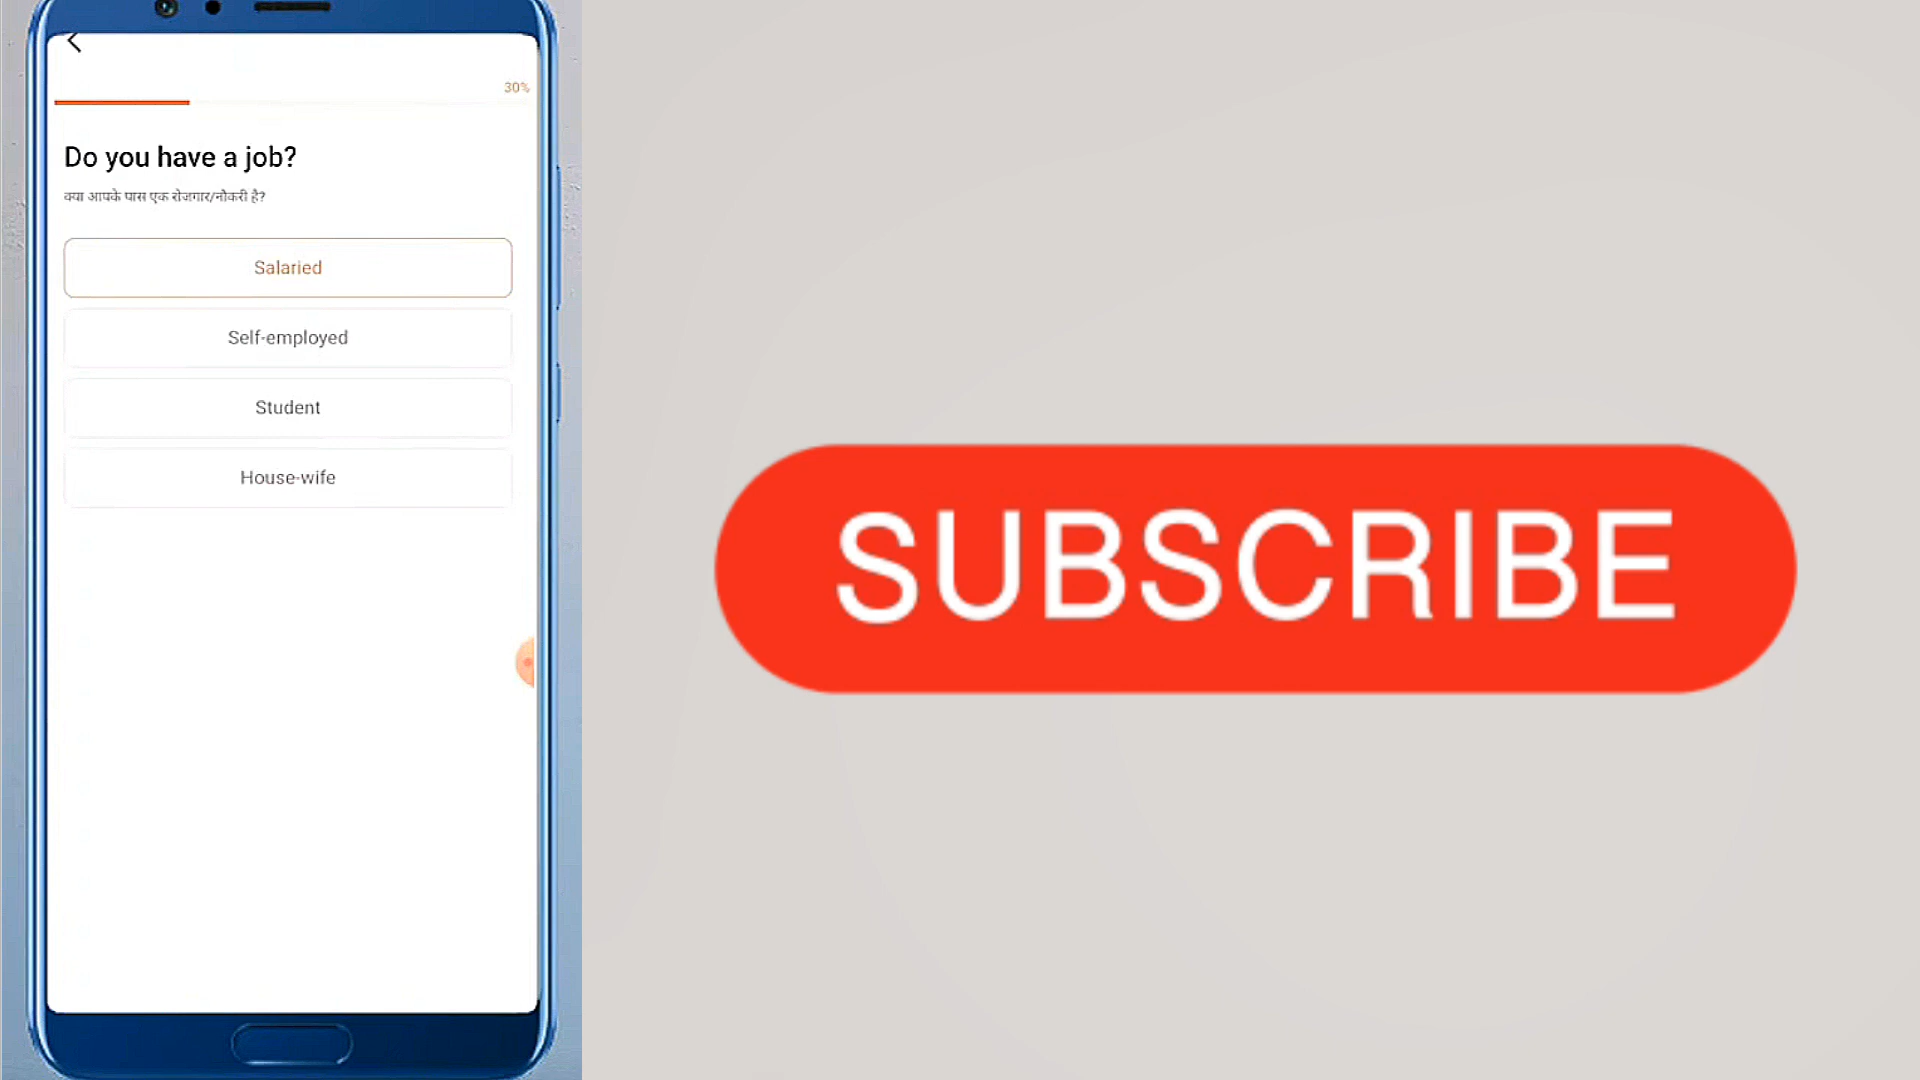 30%
Do you have a job?
क्या आपके पास एक रोजगार/नौकरी है?
Salaried
Self-employed
Student
House-wife
SUBSCRIBE